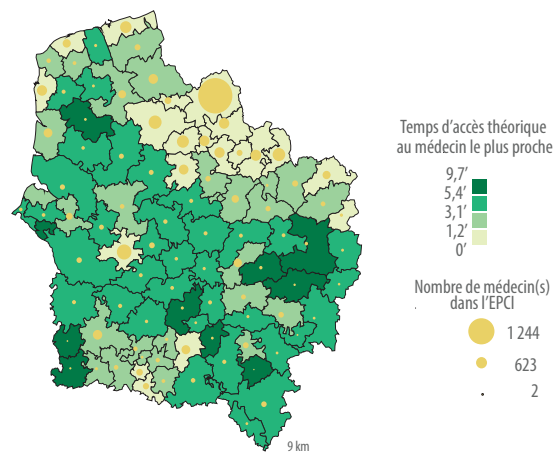 Temps d’accès théorique
au médecin le plus proche
9,7’
5,4’
3,1’
1,2’
0’
Nombre de médecin(s)
dans l’EPCI
1 244
623
2
9 km